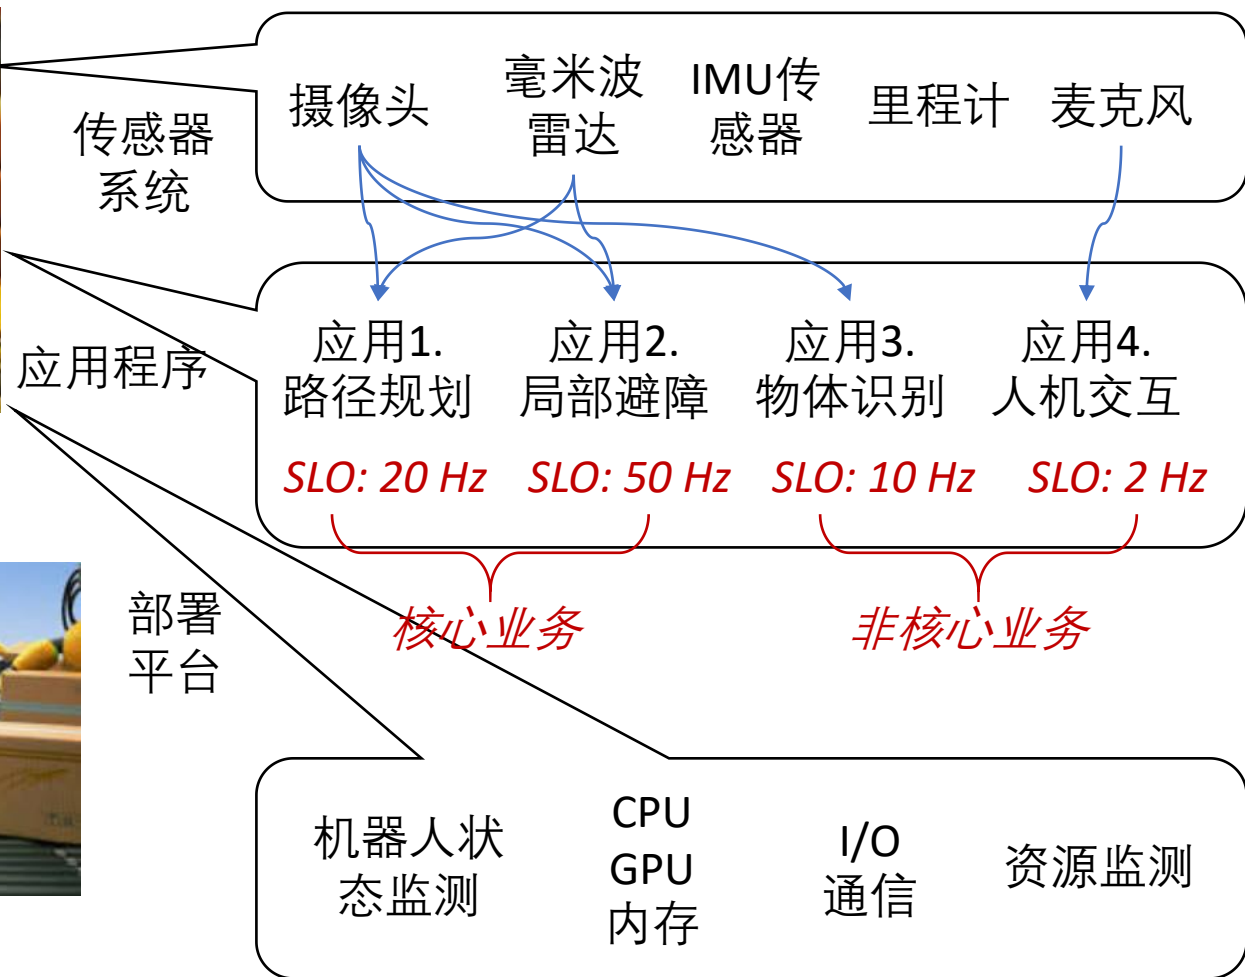 传感器
系统
摄像头
毫米波
雷达
IMU传
感器
里程计
麦克风
应用程序
应用1.
路径规划
应用2.
局部避障
应用3.
物体识别
应用4.
人机交互
SLO: 20 Hz
SLO: 50 Hz
SLO: 10 Hz
SLO: 2 Hz
核心业务
非核心业务
部署
平台
机器人状
态监测
CPU
GPU
内存
I/O
通信
资源监测